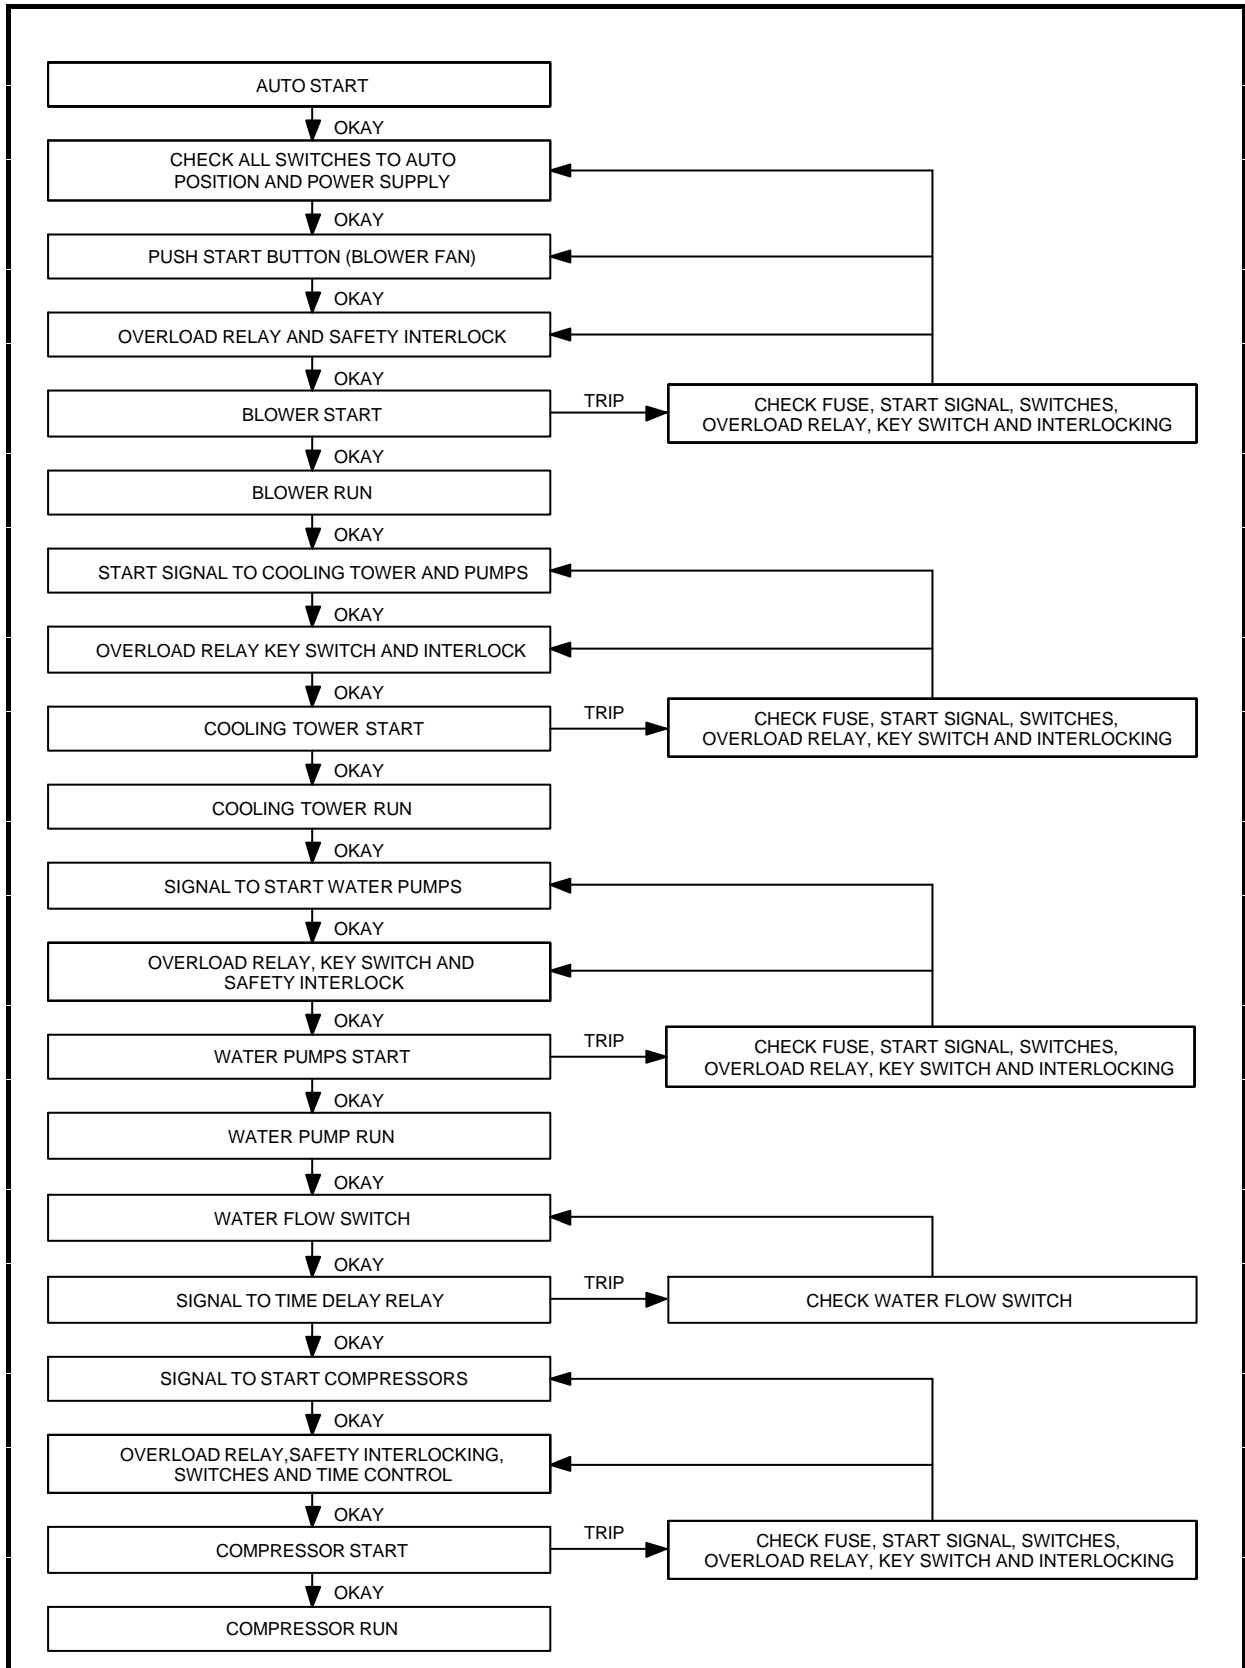 AUTO START
OKAY
CHECK ALL SWITCHES TO AUTO
POSITION AND POWER SUPPLY
OKAY
PUSH START BUTTON (BLOWER FAN)
OKAY
OVERLOAD RELAY AND SAFETY INTERLOCK
OKAY
BLOWER START
TRIP
CHECK FUSE, START SIGNAL, SWITCHES,
OVERLOAD RELAY, KEY SWITCH AND INTERLOCKING
OKAY
BLOWER RUN
OKAY
START SIGNAL TO COOLING TOWER AND PUMPS
OKAY
OVERLOAD RELAY KEY SWITCH AND INTERLOCK
OKAY
COOLING TOWER START
TRIP
CHECK FUSE, START SIGNAL, SWITCHES,
OVERLOAD RELAY, KEY SWITCH AND INTERLOCKING
OKAY
COOLING TOWER RUN
OKAY
SIGNAL TO START WATER PUMPS
OKAY
OVERLOAD RELAY, KEY SWITCH AND
SAFETY INTERLOCK
OKAY
WATER PUMPS START
TRIP
CHECK FUSE, START SIGNAL, SWITCHES,
OVERLOAD RELAY, KEY SWITCH AND INTERLOCKING
OKAY
WATER PUMP RUN
OKAY
WATER FLOW SWITCH
OKAY
SIGNAL TO TIME DELAY RELAY
TRIP
CHECK WATER FLOW SWITCH
OKAY
SIGNAL TO START COMPRESSORS
OKAY
OVERLOAD RELAY,SAFETY INTERLOCKING,
SWITCHES AND TIME CONTROL
OKAY
COMPRESSOR START
TRIP
CHECK FUSE, START SIGNAL, SWITCHES,
OVERLOAD RELAY, KEY SWITCH AND INTERLOCKING
OKAY
COMPRESSOR RUN